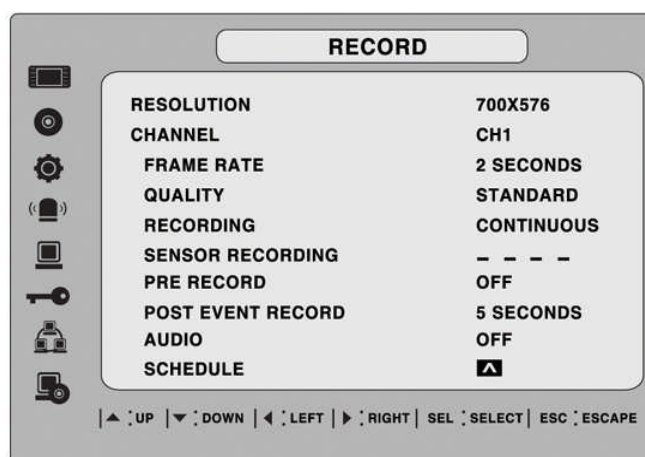 RECORD
RESOLUTION 700X576
CHANNEL CH1
FRAME RATE 2 SECONDS
QUALITY STANDARD
RECORDING CONTINUOUS
SENSOR RECORDING – – – –
PRE RECORD OFF
POST EVENT RECORD 5 SECONDS
AUDIO OFF
SCHEDULE
|▲ : UP |▼ : DOWN |◀ : LEFT |▶ : RIGHT| SEL : SELECT| ESC : ESCAPE